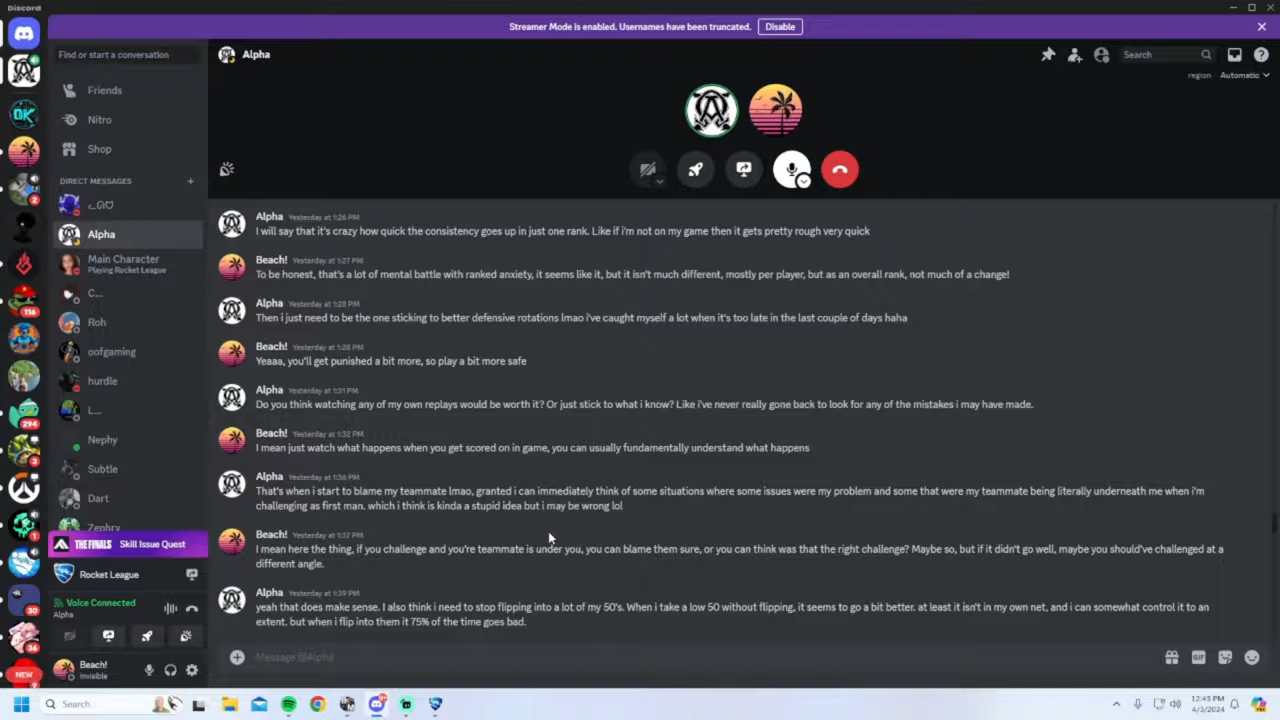 Discord
Streamer Mode is enabled. Usernames have been truncated. Disable
Find or start a conversation
Alpha
Search
region Automatic
Friends
Nitro
Shop
DIRECT MESSAGES
Alpha
Main Character
Playing Rocket League
C...
Roh
oofgaming
hurdle
L...
Nephy
Subtle
Dart
Zephry
THE FINALS Skill Issue Quest
Rocket League
Voice Connected
Alpha
Beach!
Invisible
2
116
294
3
1
30
36
NEW
Alpha Yesterday at 1:26 PM
I will say that it's crazy how quick the consistency goes up in just one rank. Like if i'm not on my game then it gets pretty rough very quick
Beach! Yesterday at 1:27 PM
To be honest, that's a lot of mental battle with ranked anxiety, it seems like it, but it isn't much different, mostly per player, but as an overall rank, not much of a change!
Alpha Yesterday at 1:28 PM
Then i just need to be the one sticking to better defensive rotations lmao i've caught myself a lot when it's too late in the last couple of days haha
Beach! Yesterday at 1:28 PM
Yeaaa, you'll get punished a bit more, so play a bit more safe
Alpha Yesterday at 1:31 PM
Do you think watching any of my own replays would be worth it? Or just stick to what i know? Like i've never really gone back to look for any of the mistakes i may have made.
Beach! Yesterday at 1:32 PM
I mean just watch what happens when you get scored on in game, you can usually fundamentally understand what happens
Alpha Yesterday at 1:36 PM
That's when i start to blame my teammate lmao, granted i can immediately think of some situations where some issues were my problem and some that were my teammate being literally underneath me when i'm
challenging as first man. which i think is kinda a stupid idea but i may be wrong lol
Beach! Yesterday at 1:37 PM
I mean here the thing, if you challenge and you're teammate is under you, you can blame them sure, or you can think was that the right challenge? Maybe so, but if it didn't go well, maybe you should've challenged at a
different angle.
Alpha Yesterday at 1:39 PM
yeah that does make sense. I also think i need to stop flipping into a lot of my 50's. When i take a low 50 without flipping, it seems to go a bit better. at least it isn't in my own net, and i can somewhat control it to an
extent. but when i flip into them it 75% of the time goes bad.
Message @Alpha
GIF
Search
12:43 PM
4/3/2024